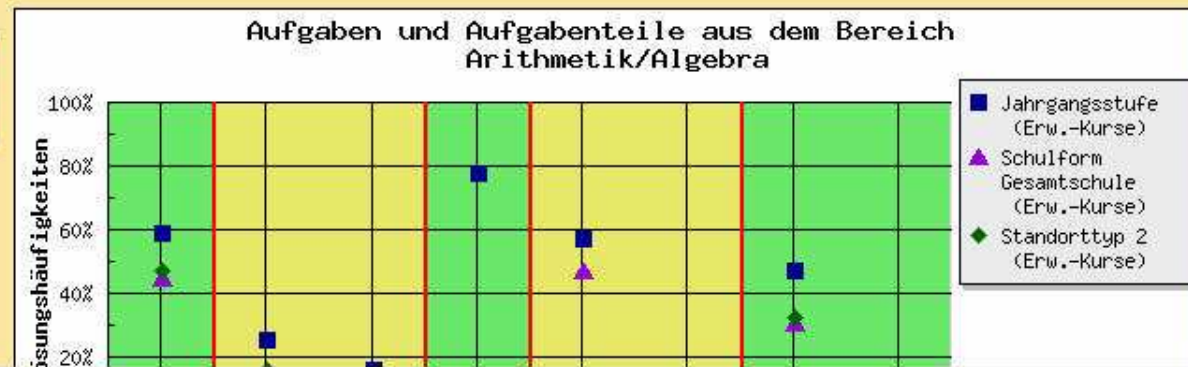 Aufgaben und Aufgabenteile aus dem Bereich
Arithmetik/Algebra
100%
80%
60%
40%
20%
Jahrgangsstufe
(Erw.-Kurse)
Schulform
Gesamtschule
(Erw.-Kurse)
Standorttyp 2
(Erw.-Kurse)